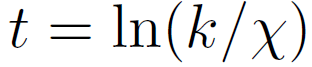 t = ln(k/χ)